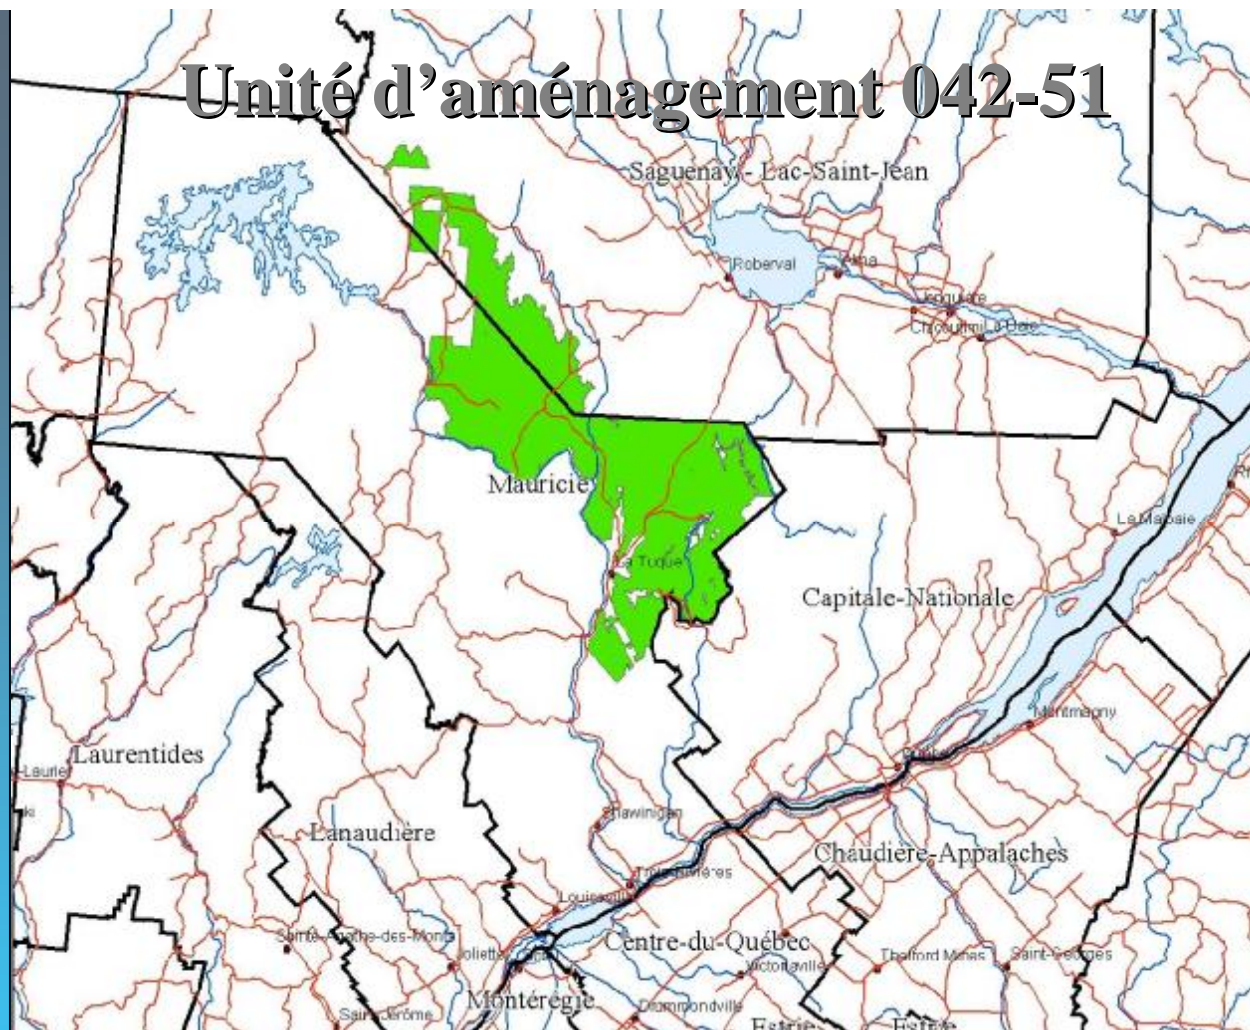 Unité d'aménagement 042-51
Saguenay - Lac-Saint-Jean
Roberval
Alma
Jonquière
Chicoutimi La Baie
Mauricie
La Malbaie
La Tuque
Capitale-Nationale
Montmagny
Laurentides
-Laurier
Québec
Shawinigan
Lanaudière
Chaudière-Appalaches
Trois-Rivières
Louiseville
Sainte-Agathe-des-Monts
Centre-du-Québec
Joliette
Thetford Mines
Saint-Georges
Victoriaville
Montérégie
Drummondville
Saint-Jérôme
Estrie
Estrie